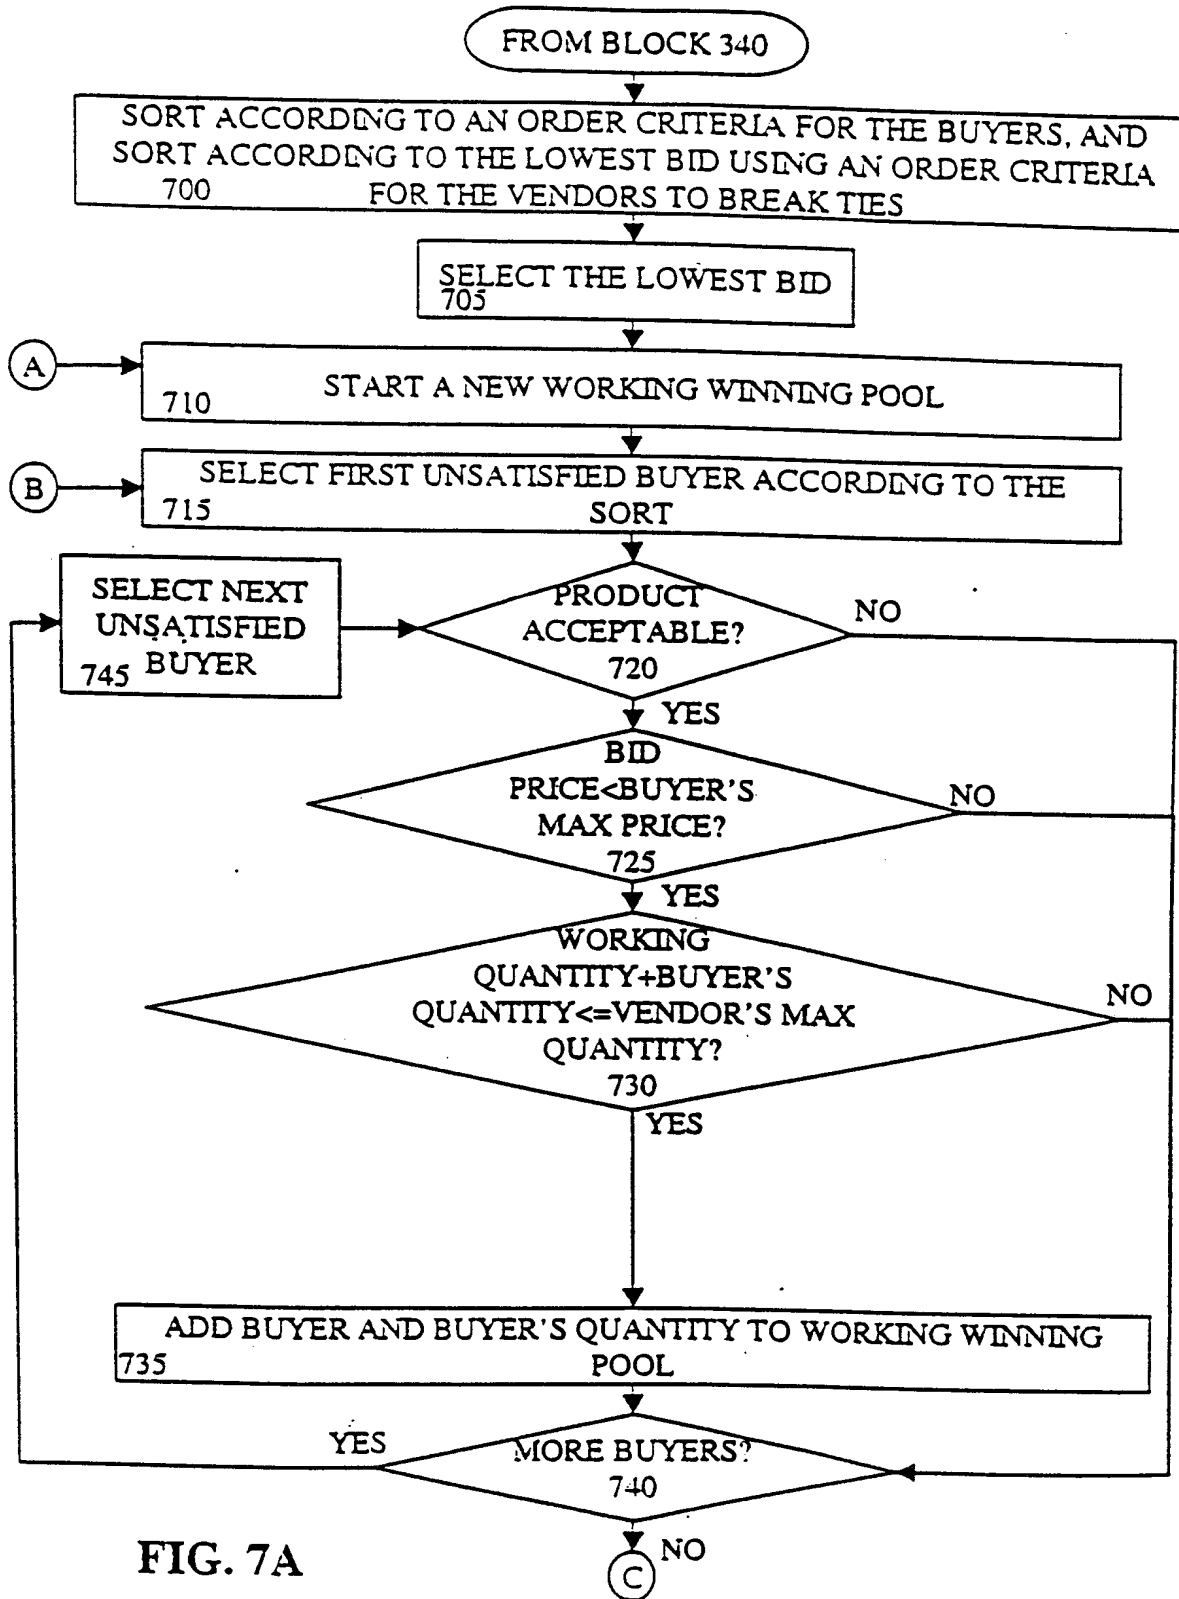 FROM BLOCK 340
SORT ACCORDING TO AN ORDER CRITERIA FOR THE BUYERS, AND
SORT ACCORDING TO THE LOWEST BID USING AN ORDER CRITERIA
700 FOR THE VENDORS TO BREAK TIES
SELECT THE LOWEST BID
705
A
START A NEW WORKING WINNING POOL
710
B
SELECT FIRST UNSATISFIED BUYER ACCORDING TO THE
715 SORT
SELECT NEXT
UNSATISFIED
745 BUYER
PRODUCT
ACCEPTABLE?
720
NO
YES
BID
PRICE<BUYER'S
MAX PRICE?
725
NO
YES
WORKING
QUANTITY+BUYER'S
QUANTITY<=VENDOR'S MAX
QUANTITY?
730
NO
YES
ADD BUYER AND BUYER'S QUANTITY TO WORKING WINNING
735 POOL
YES
MORE BUYERS?
740
NO
C
FIG. 7A